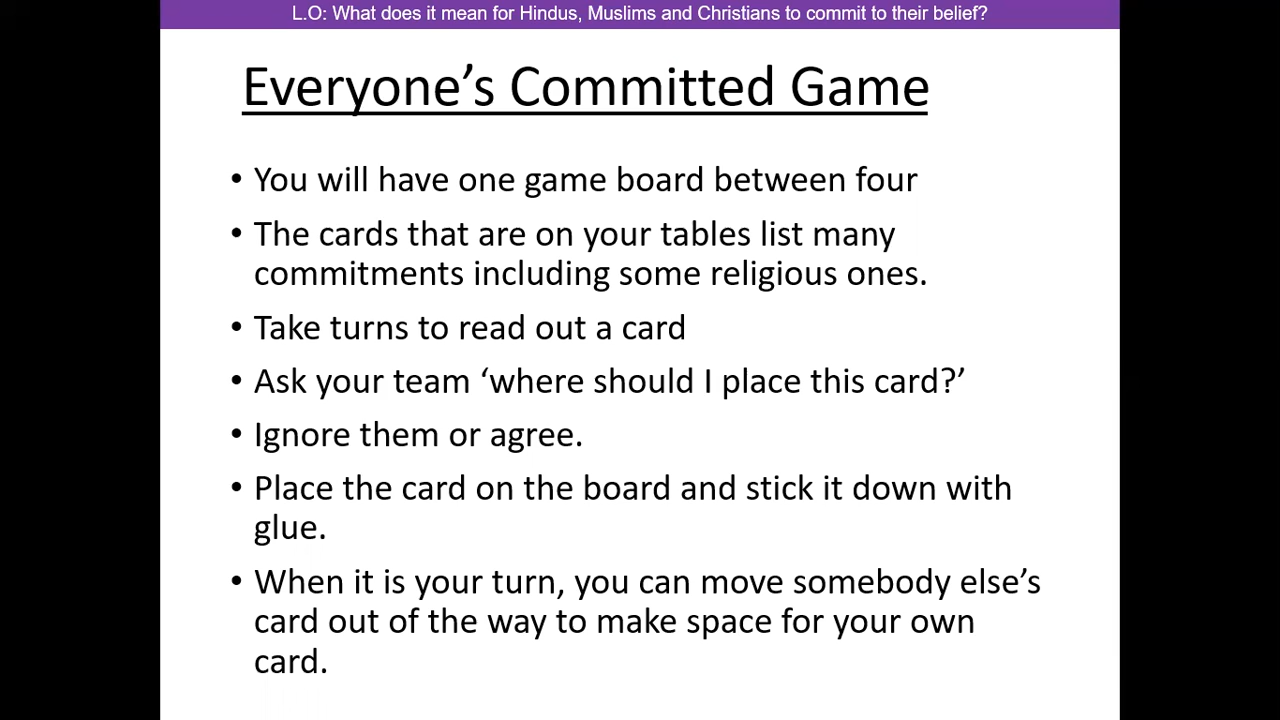 L.O: What does it mean for Hindus, Muslims and Christians to commit to their belief?
Everyone’s Committed Game
• You will have one game board between four
• The cards that are on your tables list many
commitments including some religious ones.
• Take turns to read out a card
• Ask your team ‘where should I place this card?’
• Ignore them or agree.
• Place the card on the board and stick it down with
glue.
• When it is your turn, you can move somebody else’s
card out of the way to make space for your own
card.